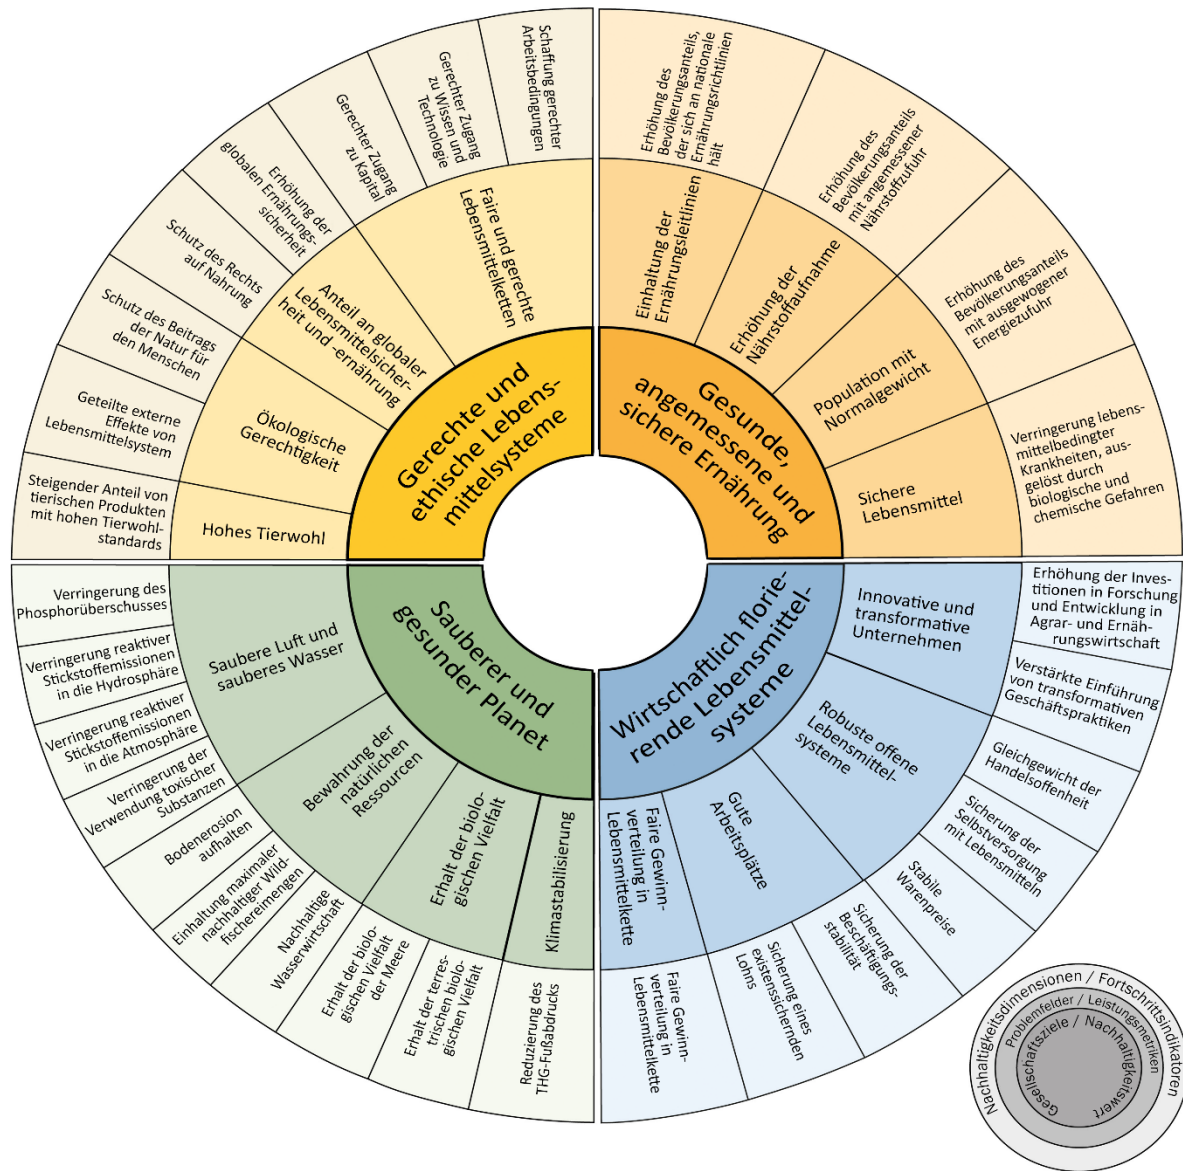 Gerechte und
ethische Lebens-
mittelsysteme
Faire und gerechte
Lebensmittelketten
Schaffung gerechter
Arbeitsbedingungen
Gerechter Zugang
zu Wissen und
Technologie
Gerechter Zugang
zu Kapital
Anteil an globaler
Lebensmittelsicher-
heit und -ernährung
Erhöhung der
globalen Ernährungs-
sicherheit
Schutz des Rechts
auf Nahrung
Ökologische
Gerechtigkeit
Schutz des Beitrags
der Natur für
den Menschen
Geteilte externe
Effekte von
Lebensmittelsystem
Hohes Tierwohl
Steigender Anteil von
tierischen Produkten
mit hohen Tierwohl-
standards
Gesunde,
angemessene und
sichere Ernährung
Einhaltung der
Ernährungsleitlinien
Erhöhung des
Bevölkerungsanteils,
der sich an nationale
Ernährungsrichtlinien
hält
Erhöhung der
Nährstoffaufnahme
Erhöhung des
Bevölkerungsanteils
mit angemessener
Nährstoffzufuhr
Population mit
Normalgewicht
Erhöhung des
Bevölkerungsanteils
mit ausgewogener
Energiezufuhr
Sichere
Lebensmittel
Verringerung lebens-
mittelbedingter
Krankheiten, aus-
gelöst durch
biologische und
chemische Gefahren
Wirtschaftlich florie-
rende Lebensmittel-
systeme
Innovative und
transformative
Unternehmen
Erhöhung der Inves-
titionen in Forschung
und Entwicklung in
Agrar- und Ernäh-
rungswirtschaft
Verstärkte Einführung
von transformativen
Geschäftspraktiken
Robuste offene
Lebensmittel-
systeme
Gleichgewicht der
Handelsoffenheit
Sicherung der
Selbstversorgung
mit Lebensmitteln
Stabile
Warenpreise
Gute
Arbeitsplätze
Sicherung der
Beschäftigungs-
stabilität
Sicherung eines
existenssichernden
Lohns
Faire Gewinn-
verteilung in
Lebensmittelkette
Faire Gewinn-
verteilung in
Lebensmittelkette
Sauberer und
gesunder Planet
Saubere Luft und
sauberes Wasser
Verringerung des
Phosphorüberschusses
Verringerung reaktiver
Stickstoffemissionen
in die Hydrosphäre
Verringerung reaktiver
Stickstoffemissionen
in die Atmosphäre
Verringerung der
Verwendung toxischer
Substanzen
Bewahrung der
natürlichen
Ressourcen
Bodenerosion
aufhalten
Einhaltung maximaler
nachhaltiger Wild-
fischereimengen
Nachhaltige
Wasserwirtschaft
Erhalt der biolo-
gischen Vielfalt
Erhalt der biolo-
gischen Vielfalt
der Meere
Erhalt der terres-
trischen biolo-
gischen Vielfalt
Klimastabilisierung
Reduzierung des
THG-Fußabdrucks
Nachhaltigkeitsdimensionen / Fortschrittsindikatoren
Problemfelder / Leistungsmetriken
Gesellschaftsziele / Nachhaltigkeitswert